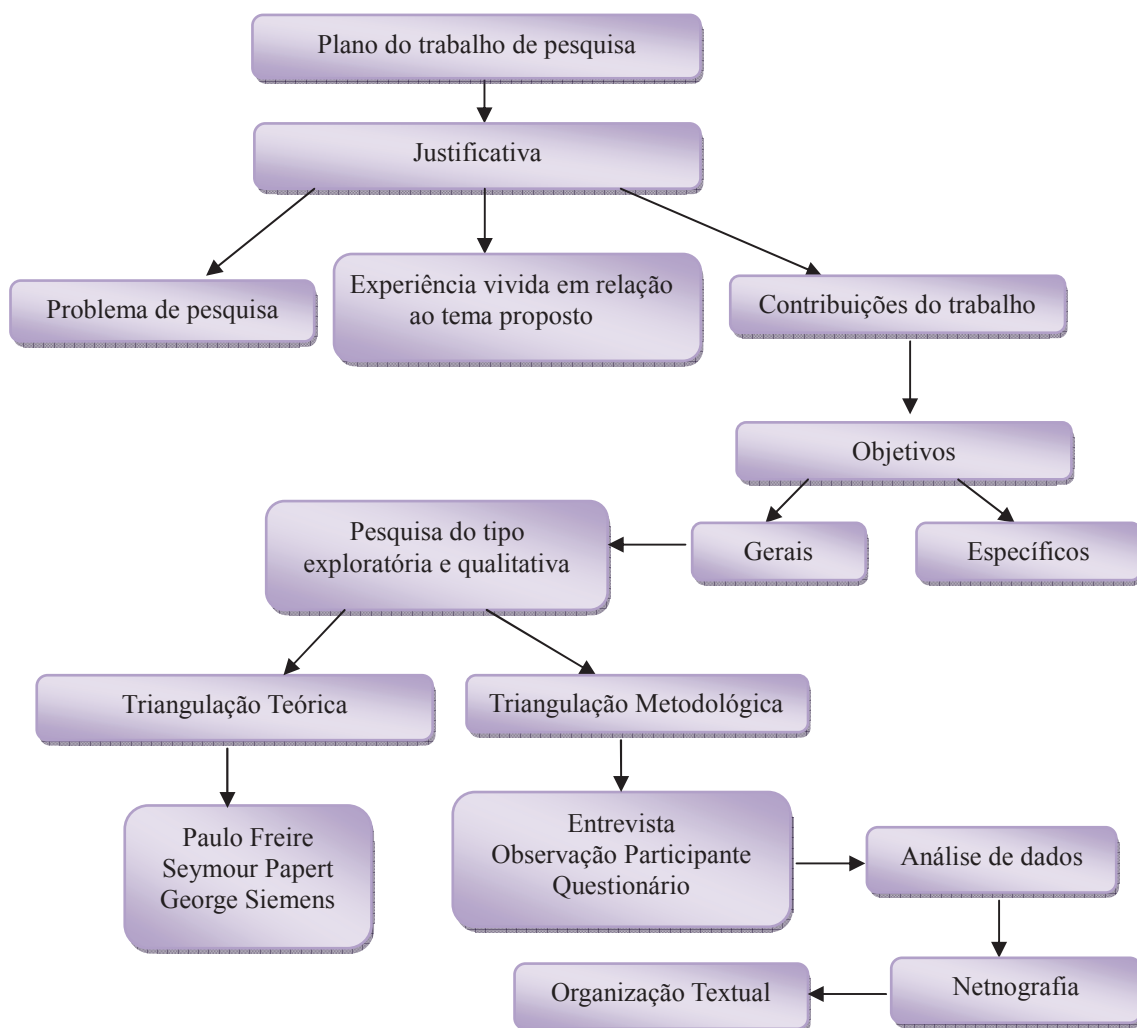 Plano do trabalho de pesquisa
Justificativa
Problema de pesquisa
Experiência vivida em relação
ao tema proposto
Contribuições do trabalho
Objetivos
Pesquisa do tipo
exploratória e qualitativa
Gerais
Específicos
Triangulação Teórica
Triangulação Metodológica
Paulo Freire
Seymour Papert
George Siemens
Entrevista
Observação Participante
Questionário
Análise de dados
Organização Textual
Netnografia